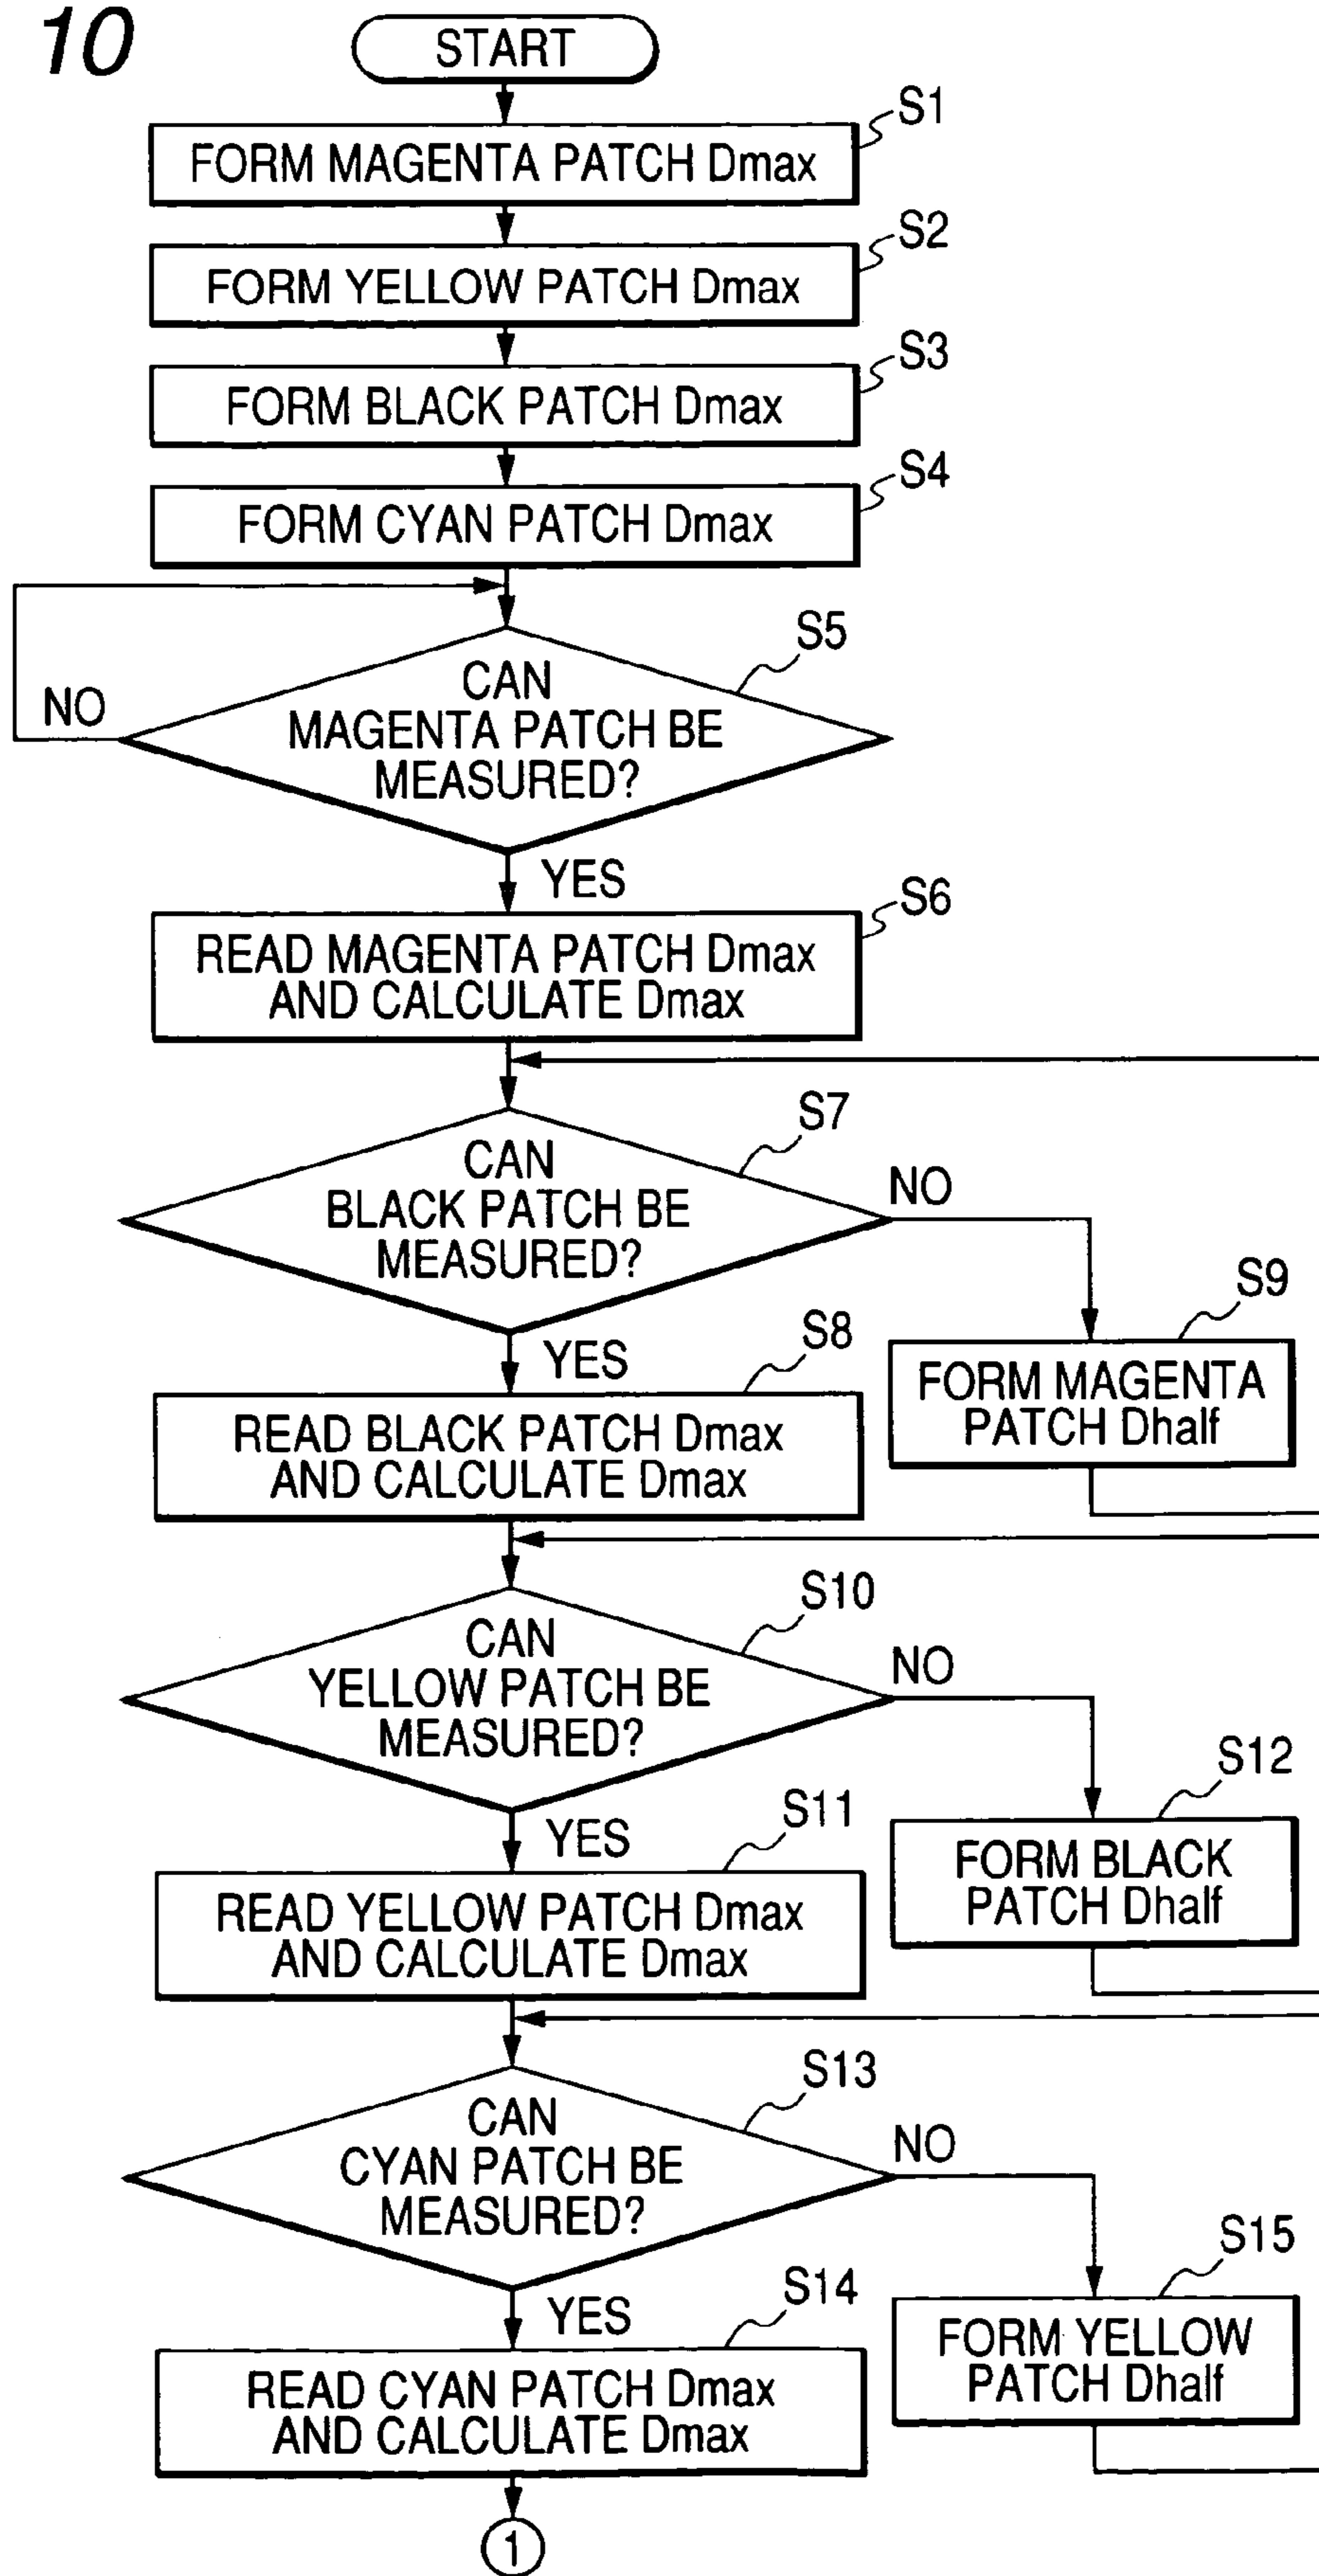 10
START
S1
FORM MAGENTA PATCH Dmax
S2
FORM YELLOW PATCH Dmax
S3
FORM BLACK PATCH Dmax
S4
FORM CYAN PATCH Dmax
S5
CAN
MAGENTA PATCH BE
MEASURED?
NO
YES
S6
READ MAGENTA PATCH Dmax
AND CALCULATE Dmax
S7
CAN
BLACK PATCH BE
MEASURED?
NO
YES
S8
READ BLACK PATCH Dmax
AND CALCULATE Dmax
S9
FORM MAGENTA
PATCH Dhalf
S10
CAN
YELLOW PATCH BE
MEASURED?
NO
YES
S11
READ YELLOW PATCH Dmax
AND CALCULATE Dmax
S12
FORM BLACK
PATCH Dhalf
S13
CAN
CYAN PATCH BE
MEASURED?
NO
YES
S14
READ CYAN PATCH Dmax
AND CALCULATE Dmax
S15
FORM YELLOW
PATCH Dhalf
1